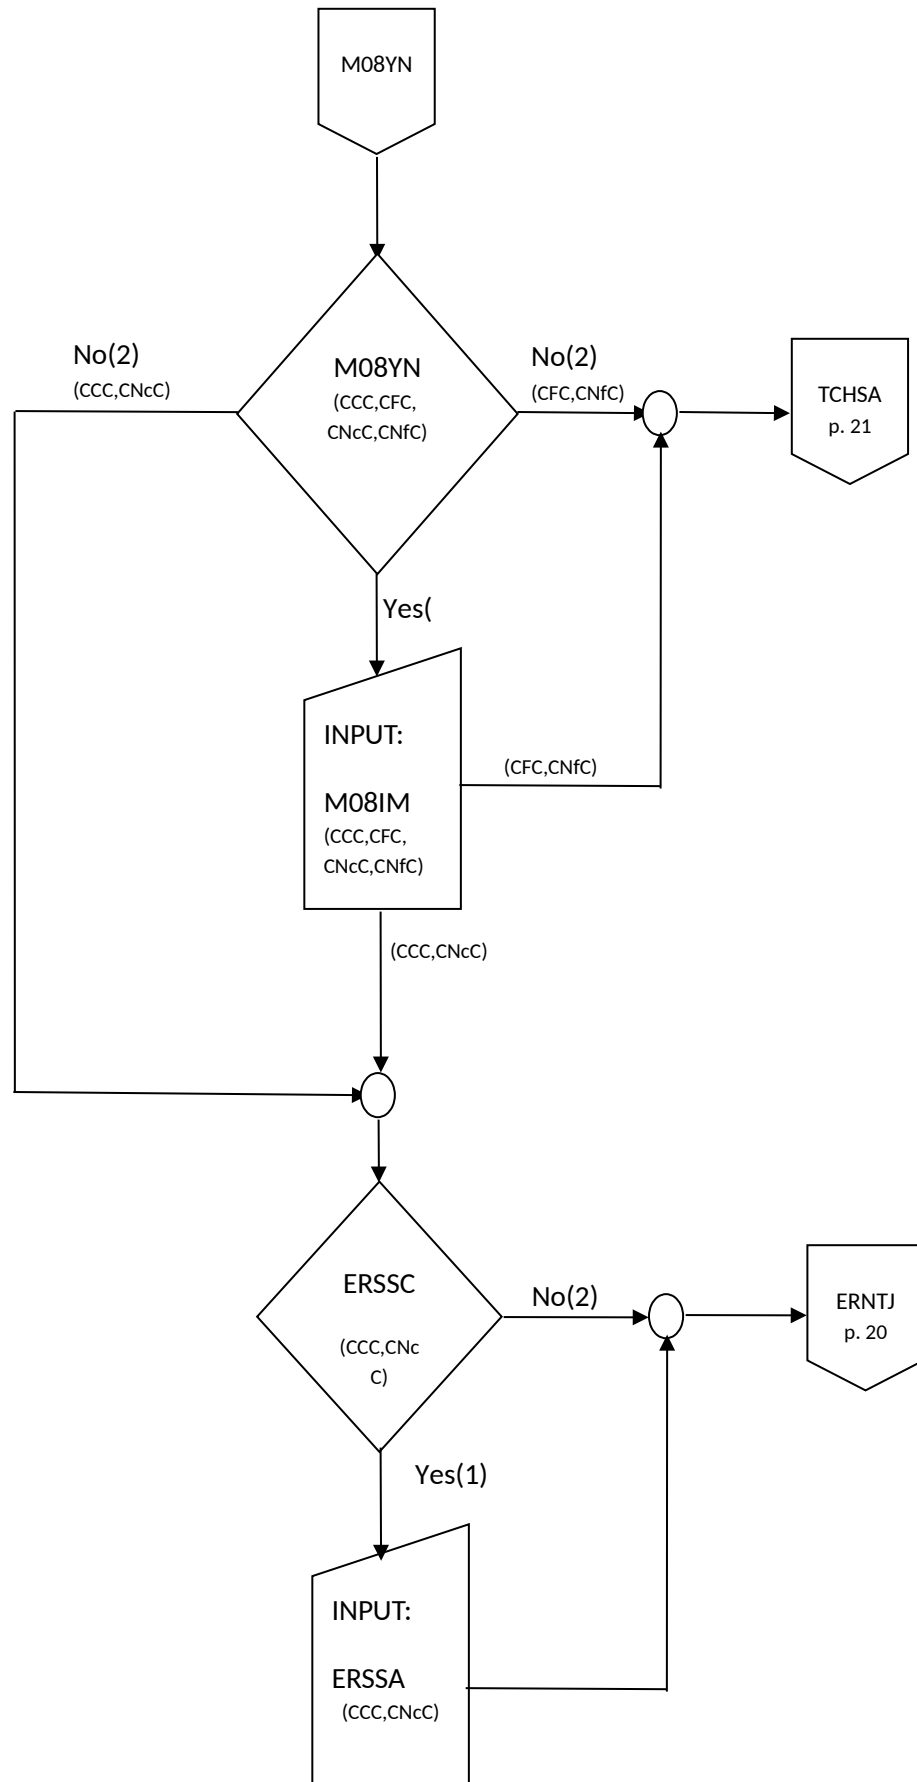 M08YN
No(2)
(CCC,CNcC)
M08YN
(CCC,CFC,
CNcC,CNfC)
No(2)
(CFC,CNfC)
TCHSA
p. 21
Yes(
INPUT:
M08IM
(CCC,CFC,
CNcC,CNfC)
(CFC,CNfC)
(CCC,CNcC)
ERSSC
(CCC,CNc
C)
No(2)
ERNTJ
p. 20
Yes(1)
INPUT:
ERSSA
(CCC,CNcC)